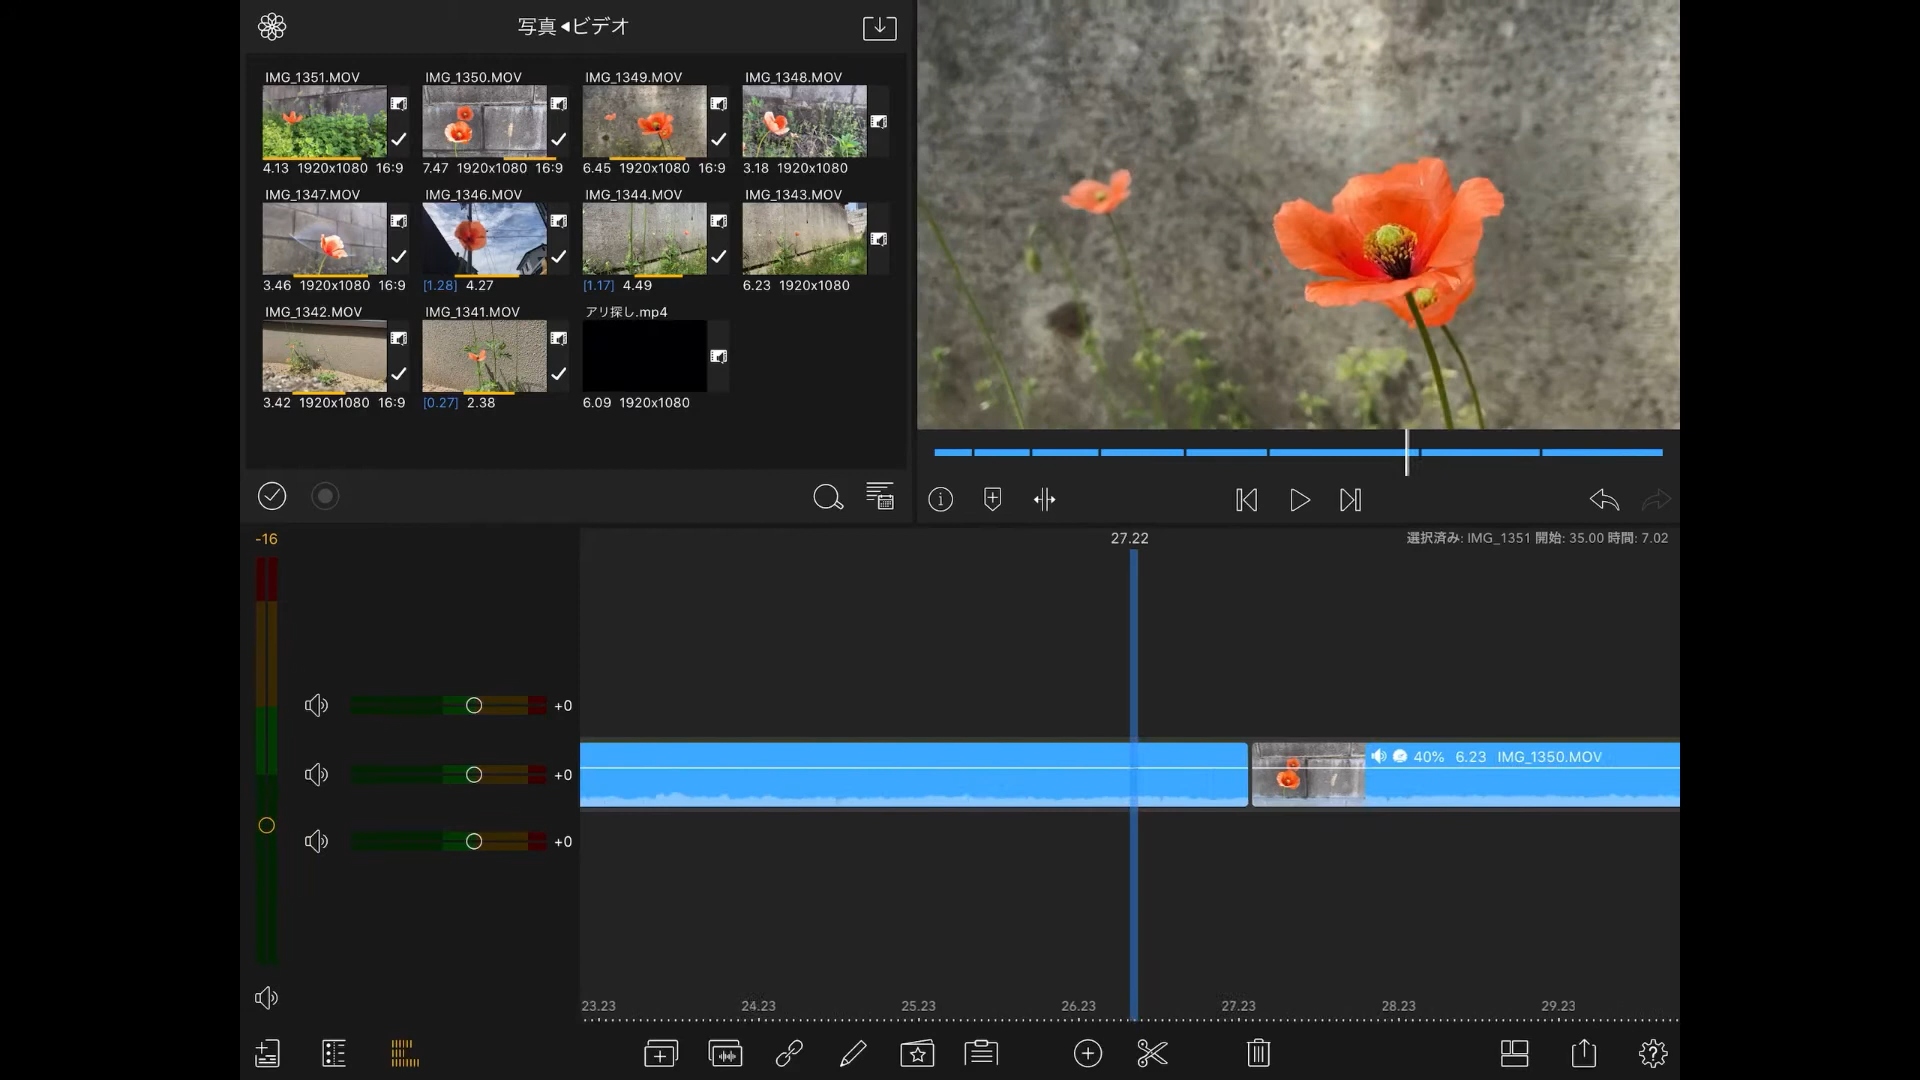 写真◀ビデオ
IMG_1351.MOV
IMG_1350.MOV
IMG_1349.MOV
IMG_1348.MOV
4.13 1920x1080 16:9
7.47 1920x1080 16:9
6.45 1920x1080 16:9
3.18 1920x1080
IMG_1347.MOV
IMG_1346.MOV
IMG_1344.MOV
IMG_1343.MOV
3.46 1920x1080 16:9
[1.28] 4.27
[1.17] 4.49
6.23 1920x1080
IMG_1342.MOV
IMG_1341.MOV
アリ探し.mp4
3.42 1920x1080 16:9
[0.27] 2.38
6.09 1920x1080
-16
27.22
選択済み: IMG_1351 開始: 35.00 時間: 7.02
+0
+0
+0
40% 6.23 IMG_1350.MOV
23.23 24.23 25.23 26.23 27.23 28.23 29.23